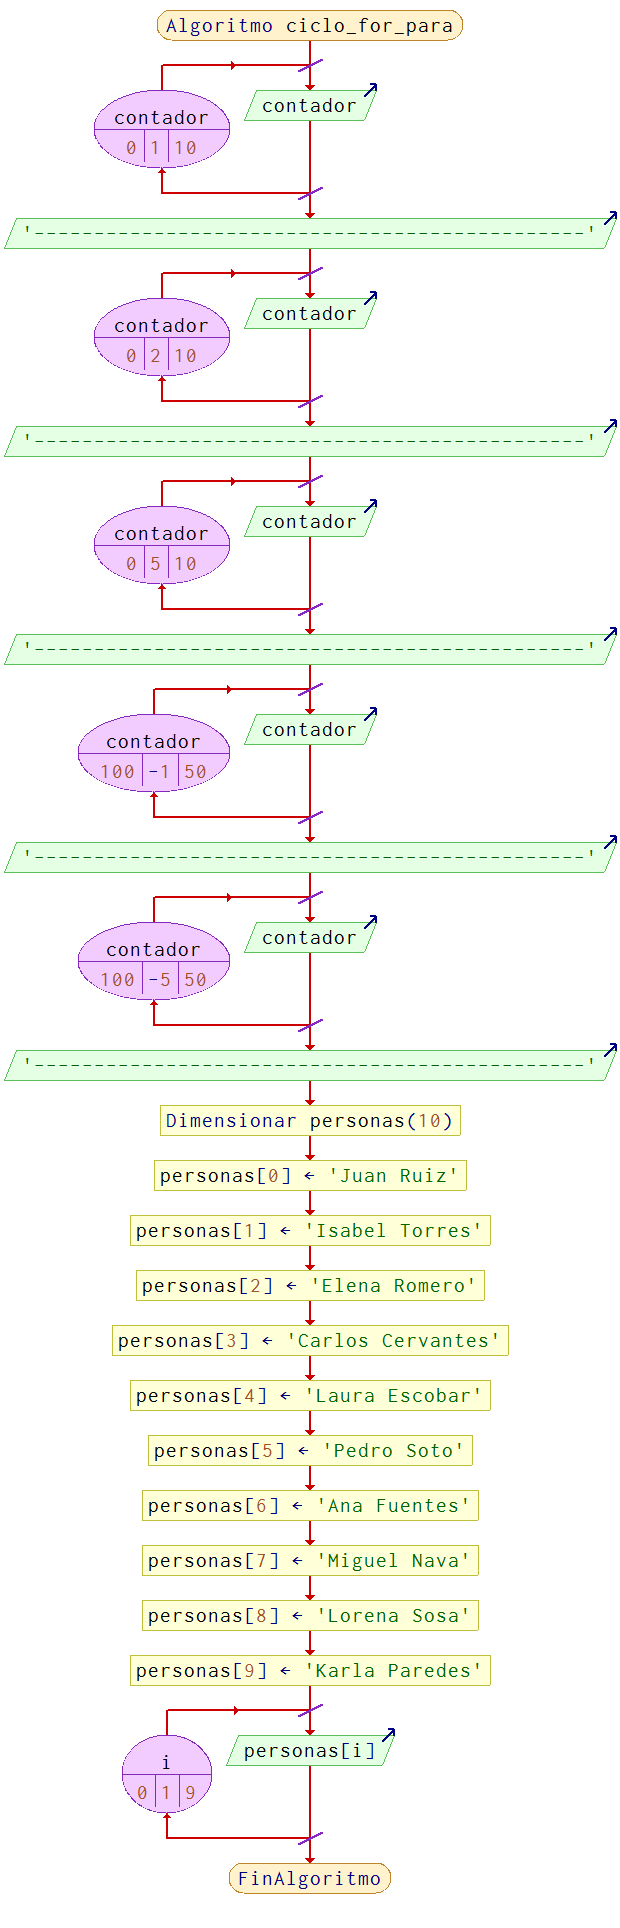 Algoritmo ciclo_for_para
contador
contador
0 1 10
'----------------------------------------------'
contador
contador
0 2 10
'----------------------------------------------'
contador
contador
0 5 10
'----------------------------------------------'
contador
contador
100 -1 50
'----------------------------------------------'
contador
contador
100 -5 50
'----------------------------------------------'
Dimensionar personas(10)
personas[0] ← 'Juan Ruiz'
personas[1] ← 'Isabel Torres'
personas[2] ← 'Elena Romero'
personas[3] ← 'Carlos Cervantes'
personas[4] ← 'Laura Escobar'
personas[5] ← 'Pedro Soto'
personas[6] ← 'Ana Fuentes'
personas[7] ← 'Miguel Nava'
personas[8] ← 'Lorena Sosa'
personas[9] ← 'Karla Paredes'
personas[i]
i
0 1 9
FinAlgoritmo